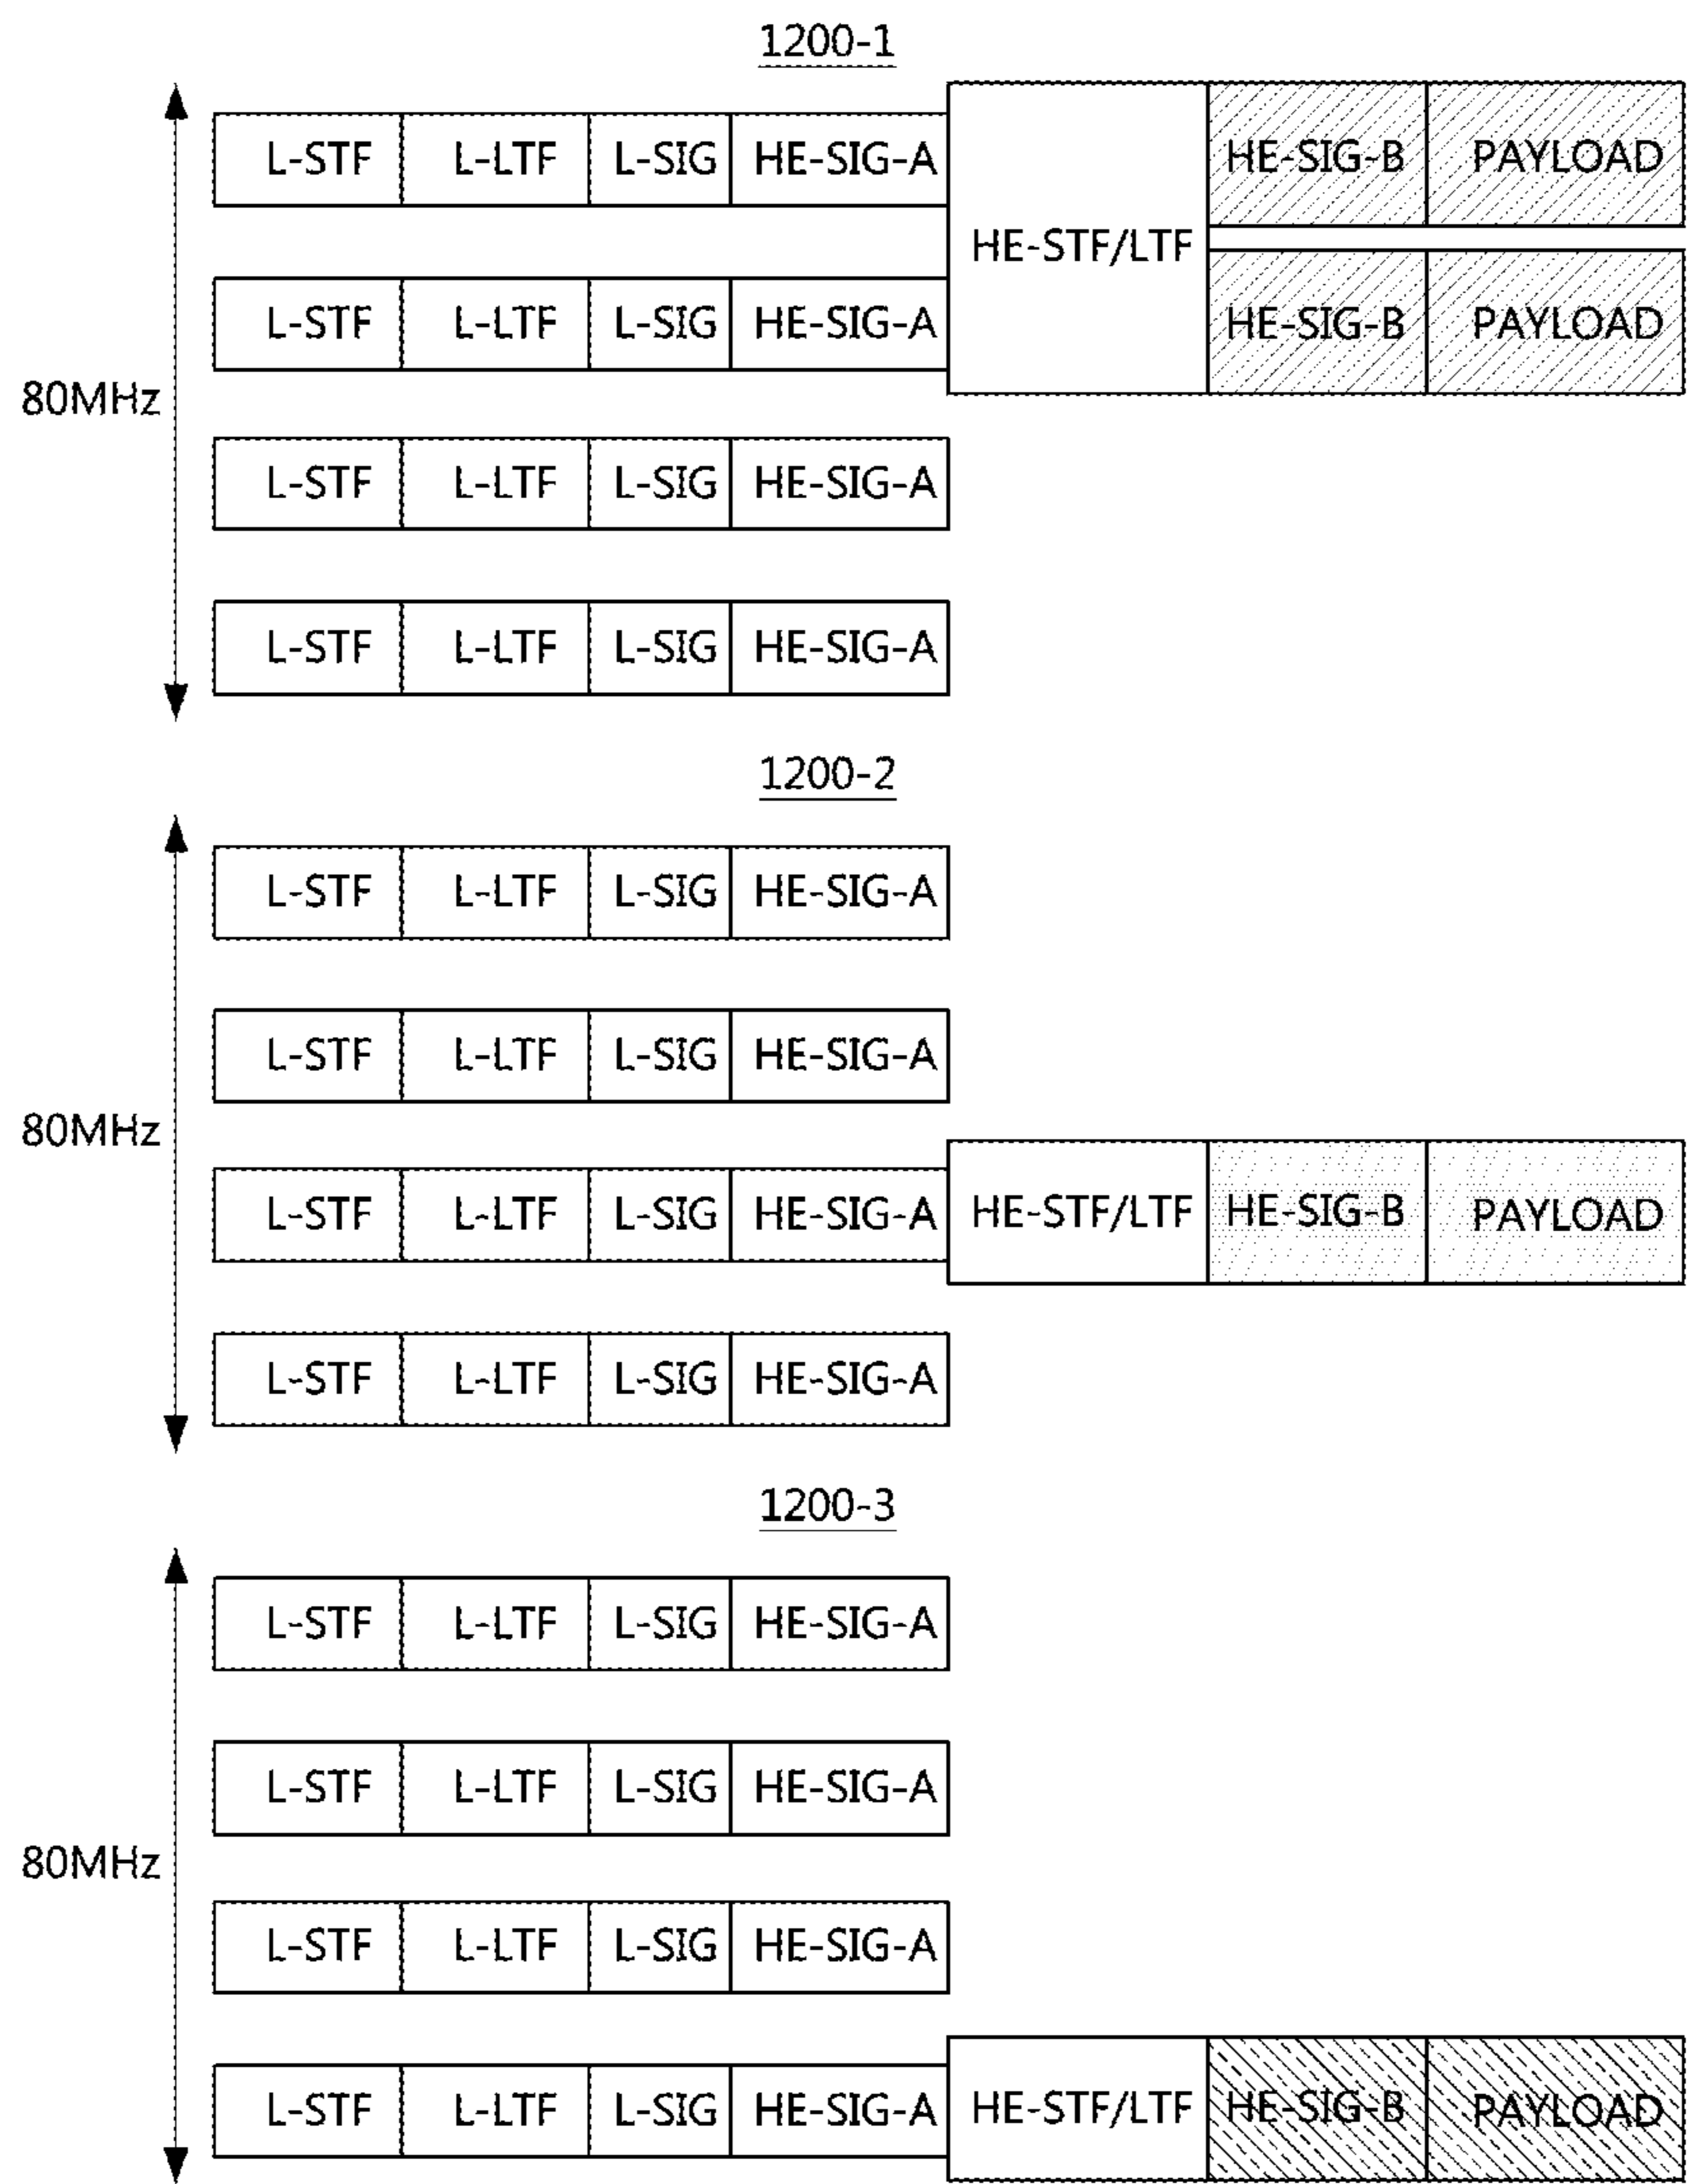 1200-1
L-STF L-LTF L-SIG HE-SIG-A HE-SIG-B PAYLOAD
HE-STF/LTF
L-STF L-LTF L-SIG HE-SIG-A HE-SIG-B PAYLOAD
80MHz
L-STF L-LTF L-SIG HE-SIG-A
L-STF L-LTF L-SIG HE-SIG-A
1200-2
L-STF L-LTF L-SIG HE-SIG-A
L-STF L-LTF L-SIG HE-SIG-A
80MHz
L-STF L-LTF L-SIG HE-SIG-A HE-STF/LTF HE-SIG-B PAYLOAD
L-STF L-LTF L-SIG HE-SIG-A
1200-3
L-STF L-LTF L-SIG HE-SIG-A
L-STF L-LTF L-SIG HE-SIG-A
80MHz
L-STF L-LTF L-SIG HE-SIG-A
L-STF L-LTF L-SIG HE-SIG-A HE-STF/LTF HE-SIG-B PAYLOAD